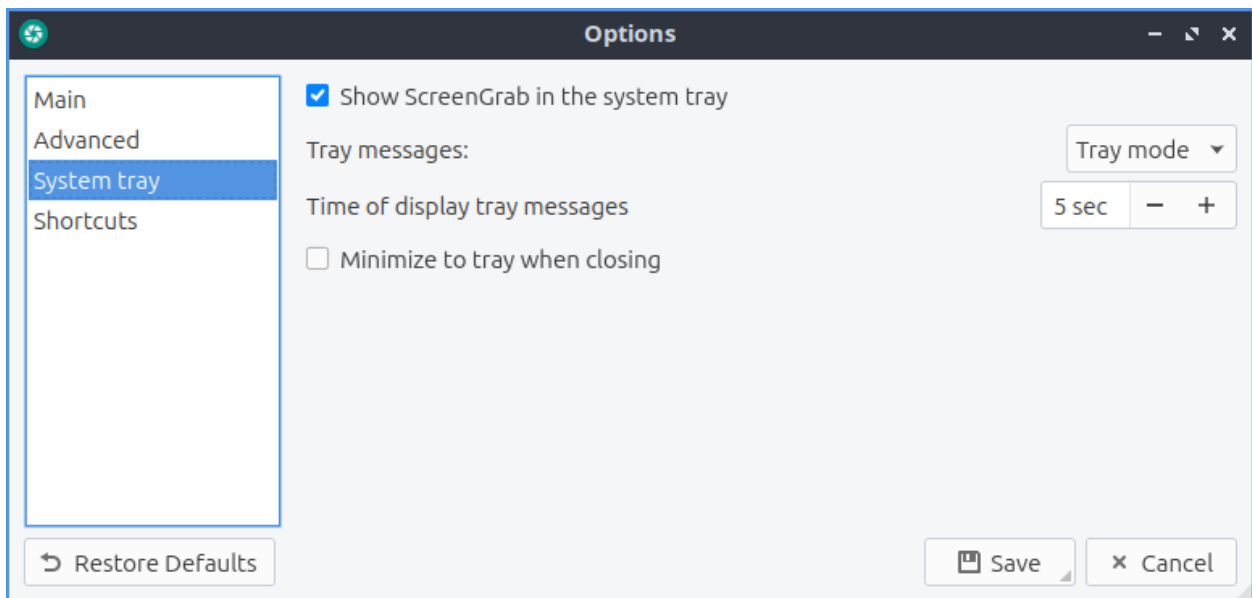 Options
Main
Advanced
System tray
Shortcuts
Show ScreenGrab in the system tray
Tray messages:
Tray mode
Time of display tray messages
5 sec
Minimize to tray when closing
Restore Defaults
Save
Cancel